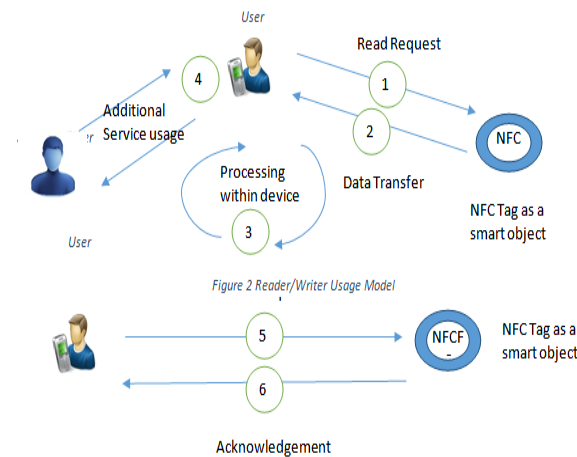 User
Read Request
4
1
Additional
Service usage
2
NFC
Processing
within device
Data Transfer
NFC Tag as a
smart object
User
3
Figure 2 Reader/Writer Usage Model
5
NFCF
-
NFC Tag as a
smart object
6
Acknowledgement